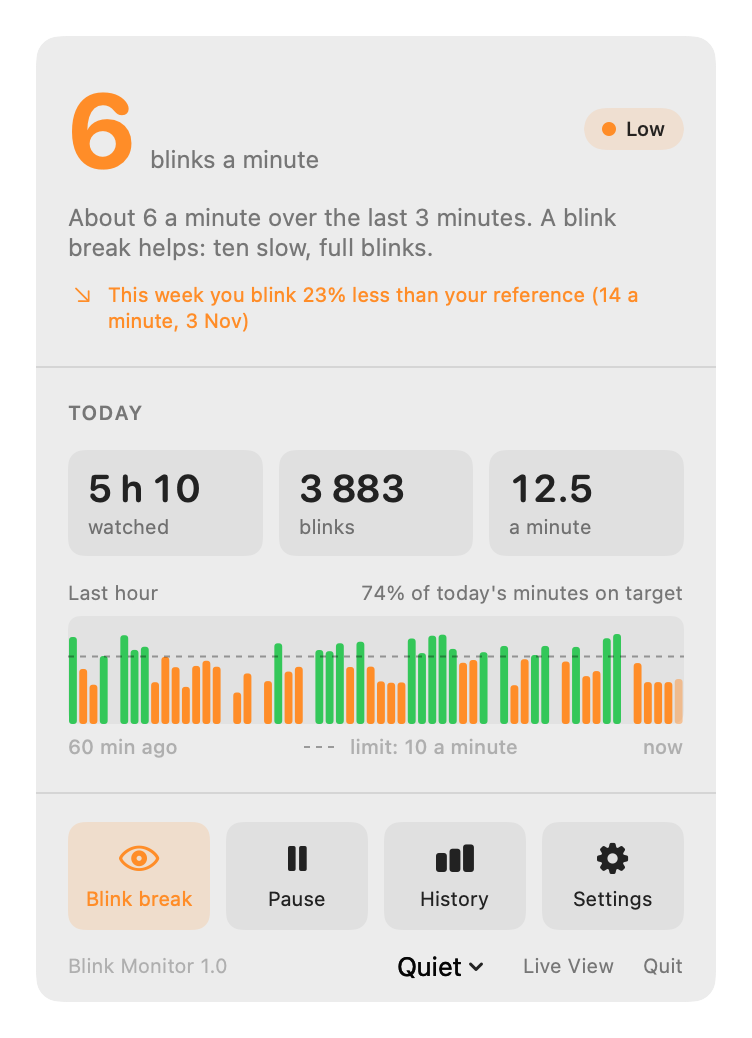 6 blinks a minute
Low
About 6 a minute over the last 3 minutes. A blink
break helps: ten slow, full blinks.
This week you blink 23% less than your reference (14 a
minute, 3 Nov)
TODAY
5 h 10
watched
3 883
blinks
12.5
a minute
Last hour
74% of today's minutes on target
60 min ago
limit: 10 a minute
now
Blink break
Pause
History
Settings
Blink Monitor 1.0
Quiet
Live View
Quit